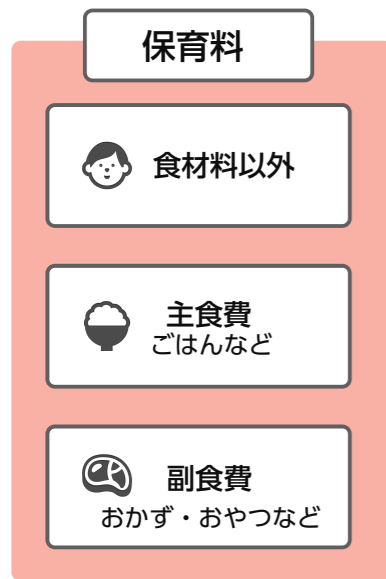 保育料
食材料以外
主食費
ごはんなど
副食費
おかず・おやつなど